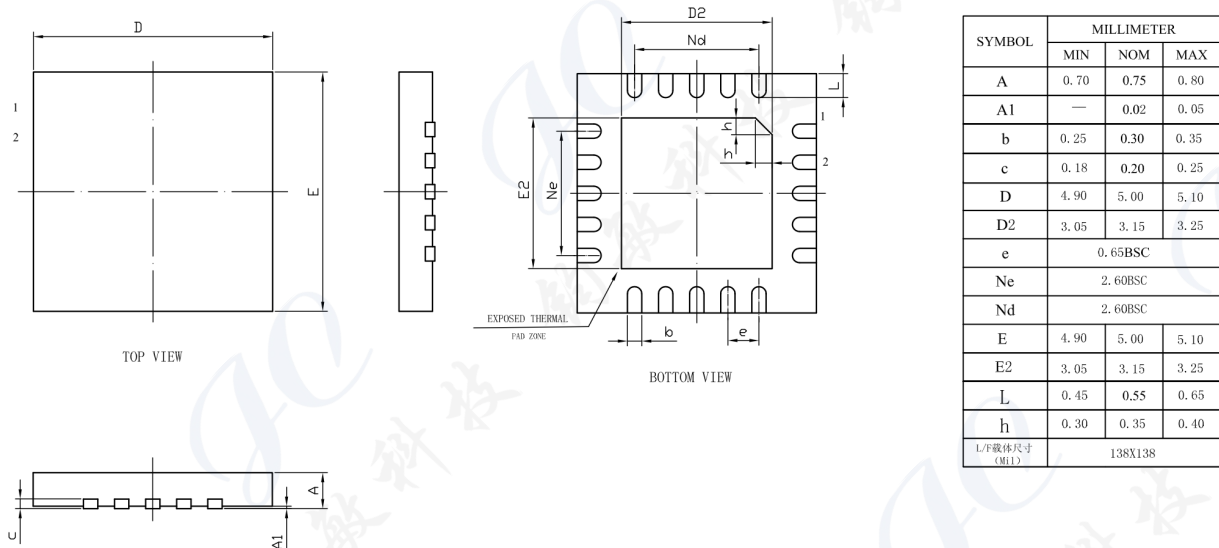 D
1
2
E
TOP VIEW
D2
Nd
L
h
h
1
2
E2
Ne
EXPOSED THERMAL
PAD ZONE
b
e
BOTTOM VIEW
c
A
A1
SYMBOL MILLIMETER
MIN NOM MAX
A 0.70 0.75 0.80
A1 — 0.02 0.05
b 0.25 0.30 0.35
c 0.18 0.20 0.25
D 4.90 5.00 5.10
D2 3.05 3.15 3.25
e 0.65BSC
Ne 2.60BSC
Nd 2.60BSC
E 4.90 5.00 5.10
E2 3.05 3.15 3.25
L 0.45 0.55 0.65
h 0.30 0.35 0.40
L/F载体尺寸
(Mil) 138X138